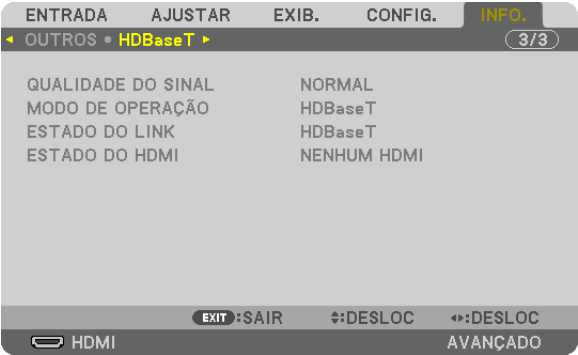 ENTRADA AJUSTAR EXIB. CONFIG. INFO.
◂ OUTROS • HDBaseT ▸ 3/3
QUALIDADE DO SINAL NORMAL
MODO DE OPERAÇÃO HDBaseT
ESTADO DO LINK HDBaseT
ESTADO DO HDMI NENHUM HDMI
EXIT :SAIR :DESLOC :DESLOC
HDMI AVANÇADO